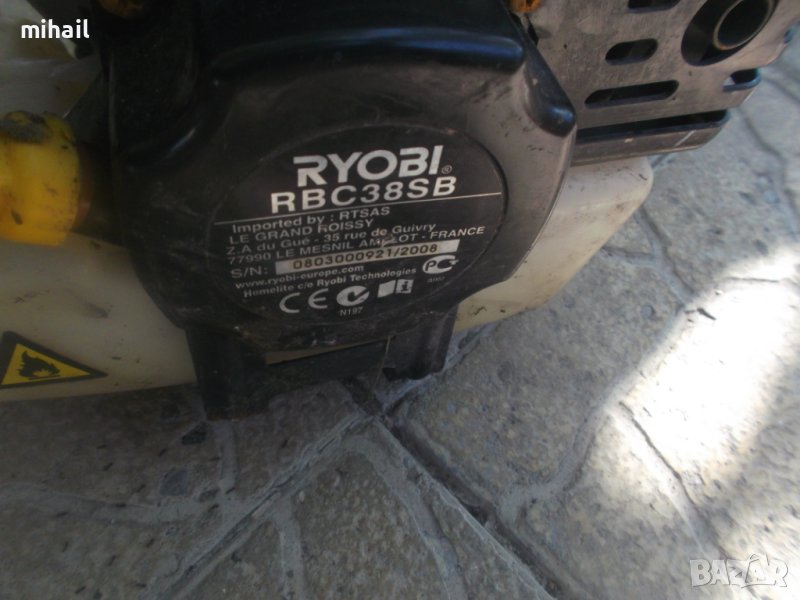 mihail
RYOBI®
RBC38SB
Imported by : RTSAS
LE GRAND ROISSY
Z.A du Gué - 35 rue de Guivry
77990 LE MESNIL AMELOT - FRANCE
S/N: 0803000921/2008
www.ryobi-europe.com
Homelite c/o Ryobi Technologies
CE
N197
BAZAR